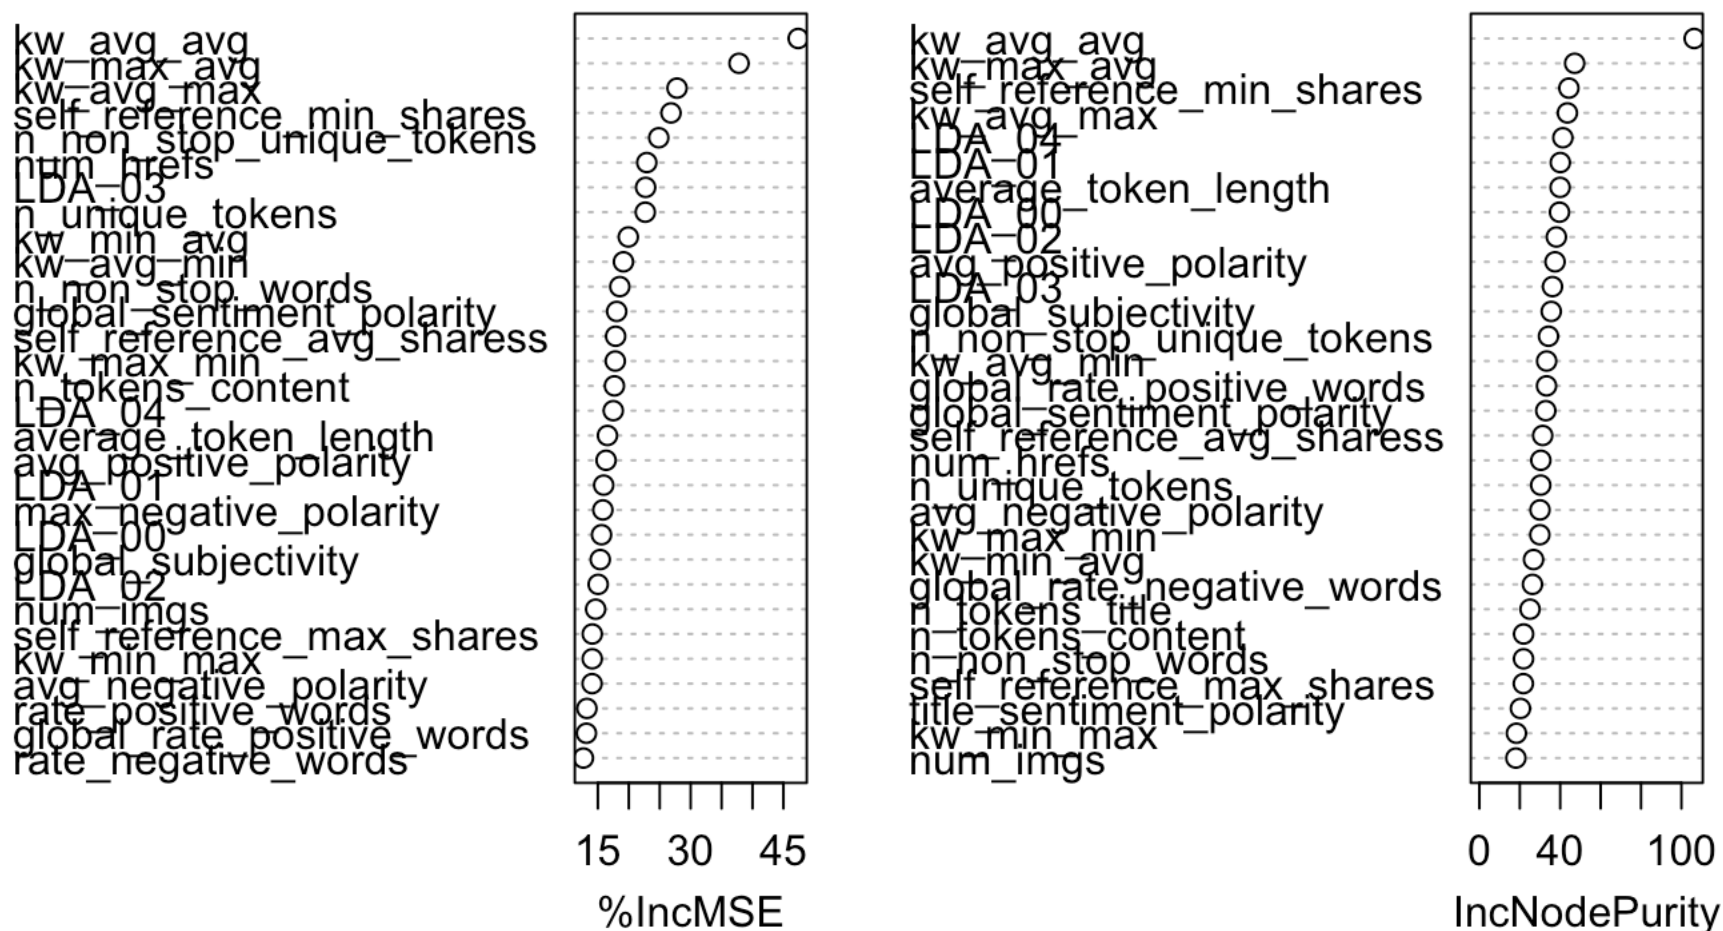 kw_avg_avg
kw_max_avg
kw_avg_max
self_reference_min_shares
n_non_stop_unique_tokens
num_hrefs
LDA_03
n_unique_tokens
kw_min_avg
kw_avg_min
n_non_stop_words
global_sentiment_polarity
self_reference_avg_sharess
kw_max_min
n_tokens_content
LDA_04
average_token_length
avg_positive_polarity
LDA_01
max_negative_polarity
LDA_00
global_subjectivity
LDA_02
num_imgs
self_reference_max_shares
kw_min_max
avg_negative_polarity
rate_positive_words
global_rate_positive_words
rate_negative_words
15 30 45
%IncMSE
kw_avg_avg
kw_max_avg
self_reference_min_shares
kw_avg_max
LDA_04
LDA_01
average_token_length
LDA_00
LDA_02
avg_positive_polarity
LDA_03
global_subjectivity
n_non_stop_unique_tokens
kw_avg_min
global_rate_positive_words
global_sentiment_polarity
self_reference_avg_sharess
num_hrefs
n_unique_tokens
avg_negative_polarity
kw_max_min
kw_min_avg
global_rate_negative_words
n_tokens_title
n_tokens_content
n_non_stop_words
self_reference_max_shares
title_sentiment_polarity
kw_min_max
num_imgs
0 40 100
IncNodePurity